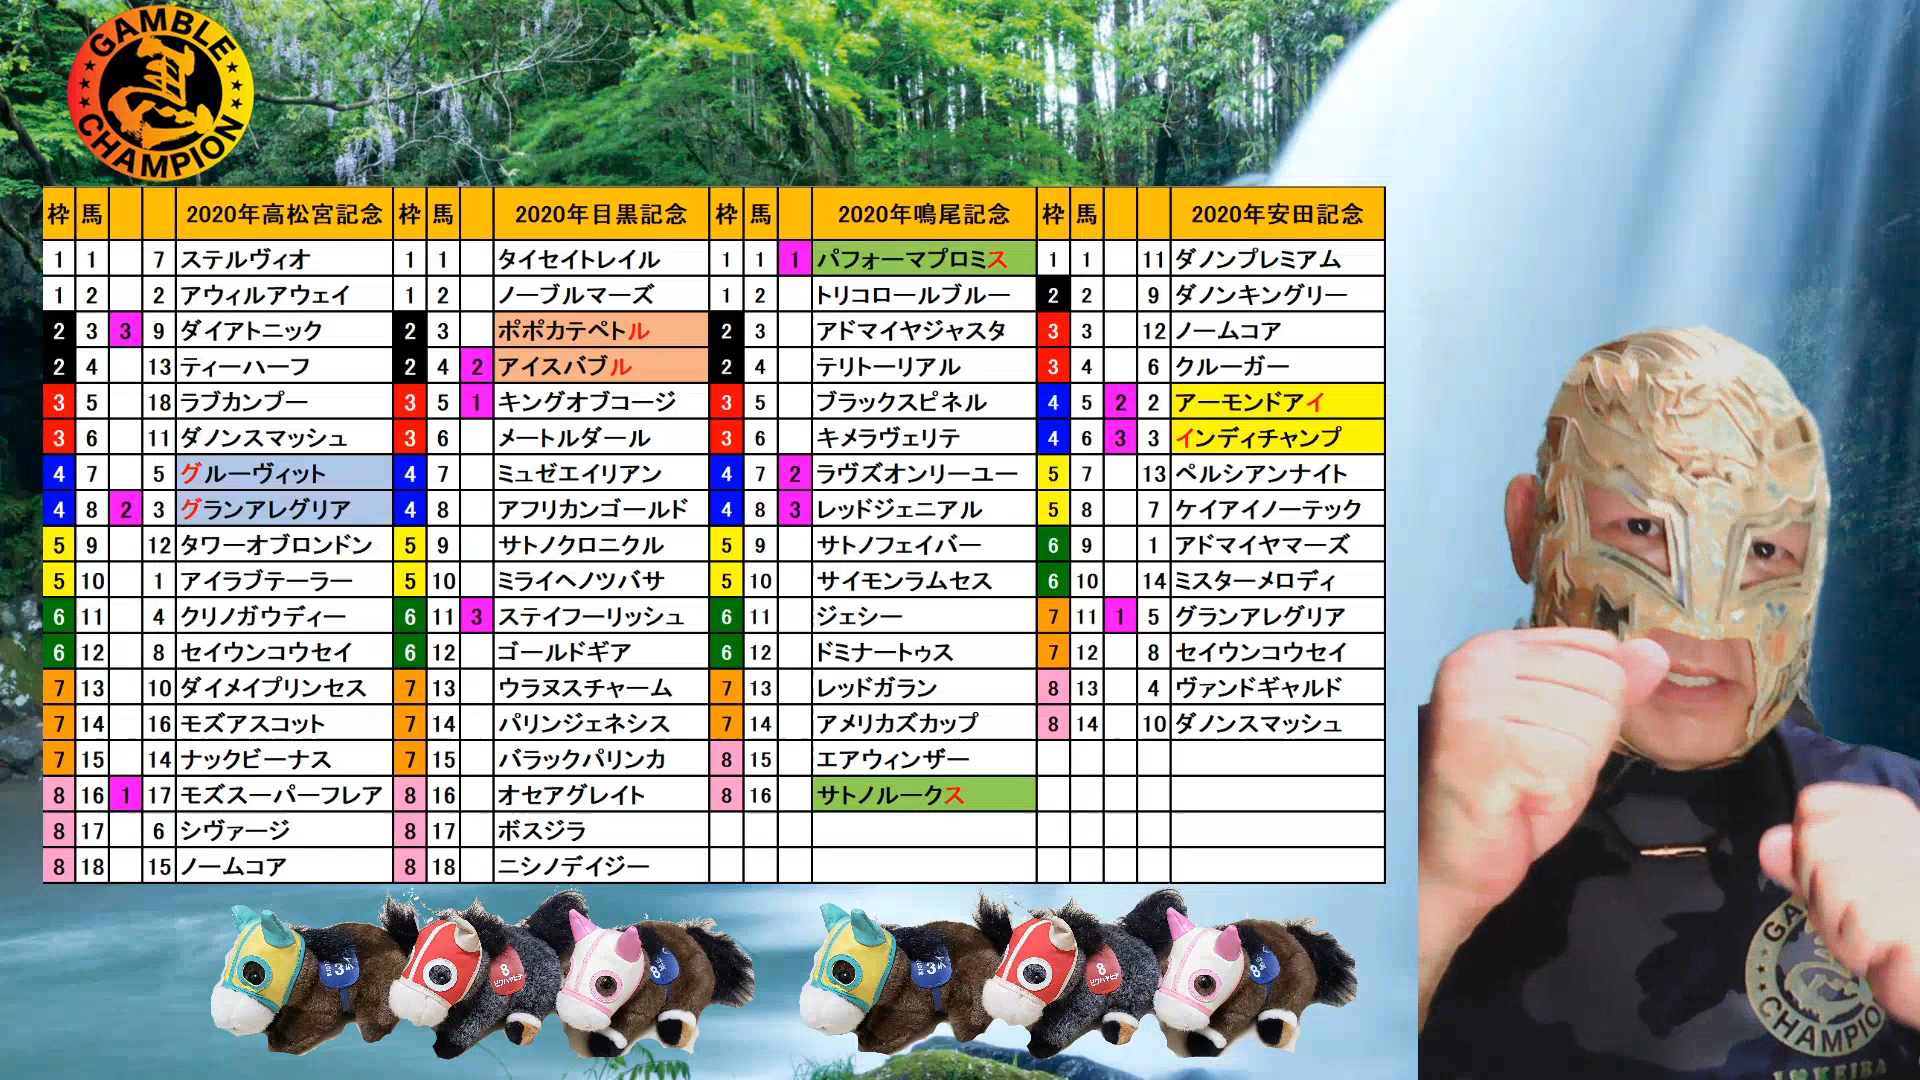 GAMBLE
CHAMPION
枠 馬 2020年高松宮記念 枠 馬 2020年目黒記念 枠 馬 2020年鳴尾記念 枠 馬 2020年安田記念
1 1 7 ステルヴィオ 1 1 タイセイトレイル 1 1 1 パフォーマプロミス 1 1 11 ダノンプレミアム
1 2 2 アウィルアウェイ 1 2 ノーブルマーズ 1 2 トリコロールブルー 2 2 9 ダノンキングリー
2 3 3 9 ダイアトニック 2 3 ポポカテペトル 2 3 アドマイヤジャスタ 3 3 12 ノームコア
2 4 13 ティーハーフ 2 4 2 アイスバブル 2 4 テリトーリアル 3 4 6 クルーガー
3 5 18 ラブカンプー 3 5 1 キングオブコージ 3 5 ブラックスピネル 4 5 2 2 アーモンドアイ
3 6 11 ダノンスマッシュ 3 6 メートルダール 3 6 キメラヴェリテ 4 6 3 3 インディチャンプ
4 7 5 グルーヴィット 4 7 ミュゼエイリアン 4 7 2 ラヴズオンリーユー 5 7 13 ペルシアンナイト
4 8 2 3 グランアレグリア 4 8 アフリカンゴールド 4 8 3 レッドジェニアル 5 8 7 ケイアイノーテック
5 9 12 タワーオブロンドン 5 9 サトノクロニクル 5 9 サトノフェイバー 6 9 1 アドマイヤマーズ
5 10 1 アイラブテーラー 5 10 ミライヘノツバサ 5 10 サイモンラムセス 6 10 14 ミスターメロディ
6 11 4 クリノガウディー 6 11 3 ステイフーリッシュ 6 11 ジェシー 7 11 1 5 グランアレグリア
6 12 8 セイウンコウセイ 6 12 ゴールドギア 6 12 ドミナートゥス 7 12 8 セイウンコウセイ
7 13 10 ダイメイプリンセス 7 13 ウラヌスチャーム 7 13 レッドガラン 8 13 4 ヴァンドギャルド
7 14 16 モズアスコット 7 14 パリンジェネシス 7 14 アメリカズカップ 8 14 10 ダノンスマッシュ
7 15 14 ナックビーナス 7 15 バラックパリンカ 8 15 エアウィンザー
8 16 1 17 モズスーパーフレア 8 16 オセアグレイト 8 16 サトノルークス
8 17 6 シヴァージ 8 17 ボスジラ
8 18 15 ノームコア 8 18 ニシノデイジー
3 8 8 3 8 8
GA
CHAMPIO
KEIBA